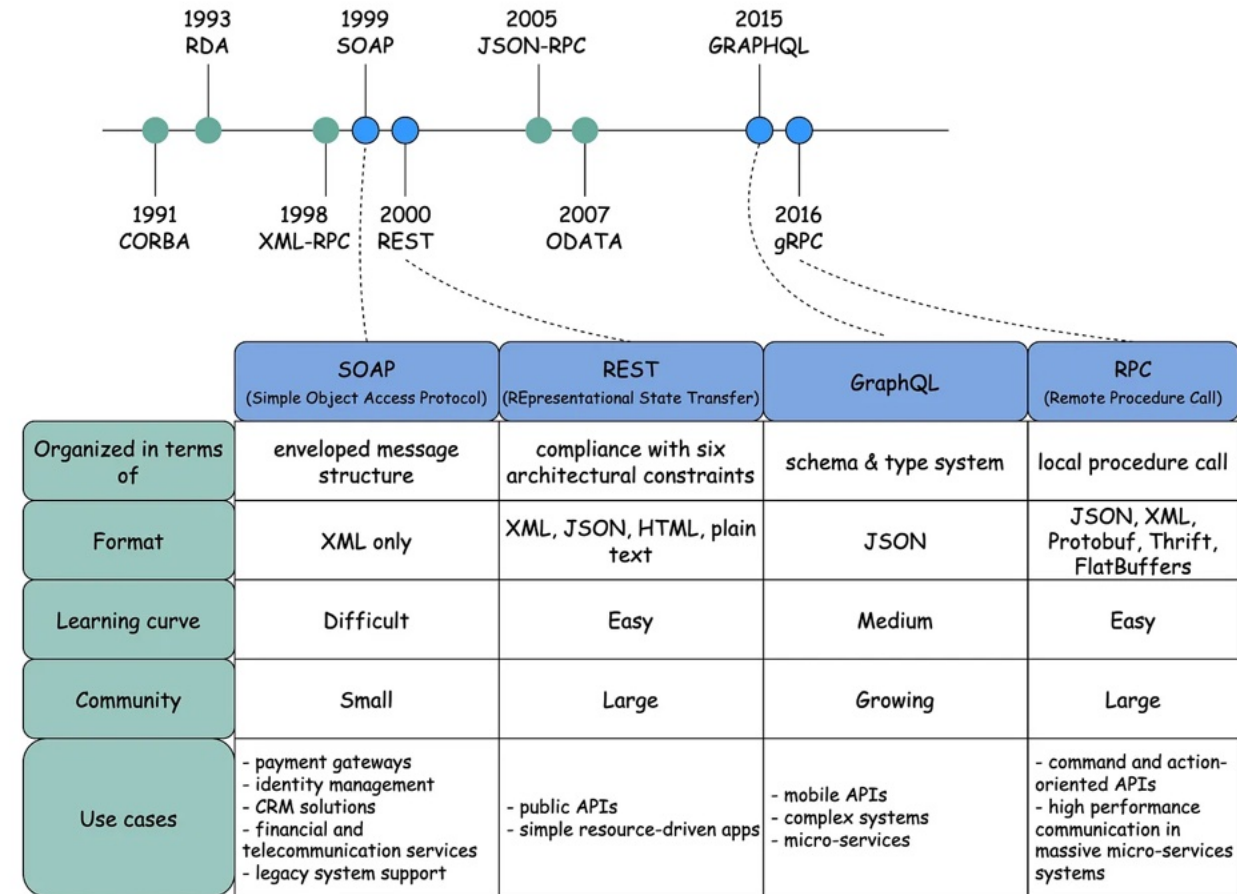 1993
RDA
1999
SOAP
2005
JSON-RPC
2015
GRAPHQL
1991
CORBA
1998
XML-RPC
2000
REST
2007
ODATA
2016
gRPC
SOAP
(Simple Object Access Protocol)
REST
(REpresentational State Transfer)
GraphQL
RPC
(Remote Procedure Call)
Organized in terms
of
enveloped message
structure
compliance with six
architectural constraints
schema & type system
local procedure call
Format
XML only
XML, JSON, HTML, plain
text
JSON
JSON, XML,
Protobuf, Thrift,
FlatBuffers
Learning curve
Difficult
Easy
Medium
Easy
Community
Small
Large
Growing
Large
Use cases
- payment gateways
- identity management
- CRM solutions
- financial and
telecommunication services
- legacy system support
- public APIs
- simple resource-driven apps
- mobile APIs
- complex systems
- micro-services
- command and action-
oriented APIs
- high performance
communication in
massive micro-services
systems